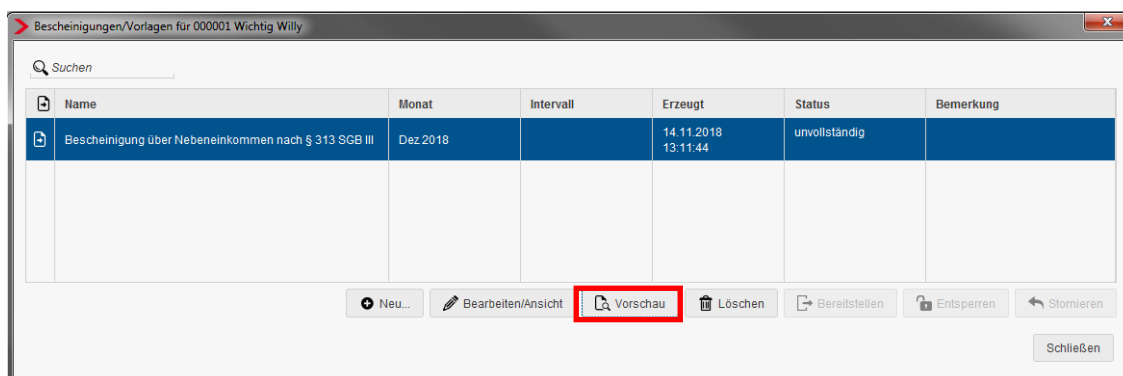 Bescheinigungen/Vorlagen für 000001 Wichtig Willy
Suchen
Name Monat Intervall Erzeugt Status Bemerkung
Bescheinigung über Nebeneinkommen nach § 313 SGB III Dez 2018 14.11.2018 unvollständig
13:11:44
Neu... Bearbeiten/Ansicht Vorschau Löschen Bereitstellen Entsperren Stornieren
Schließen